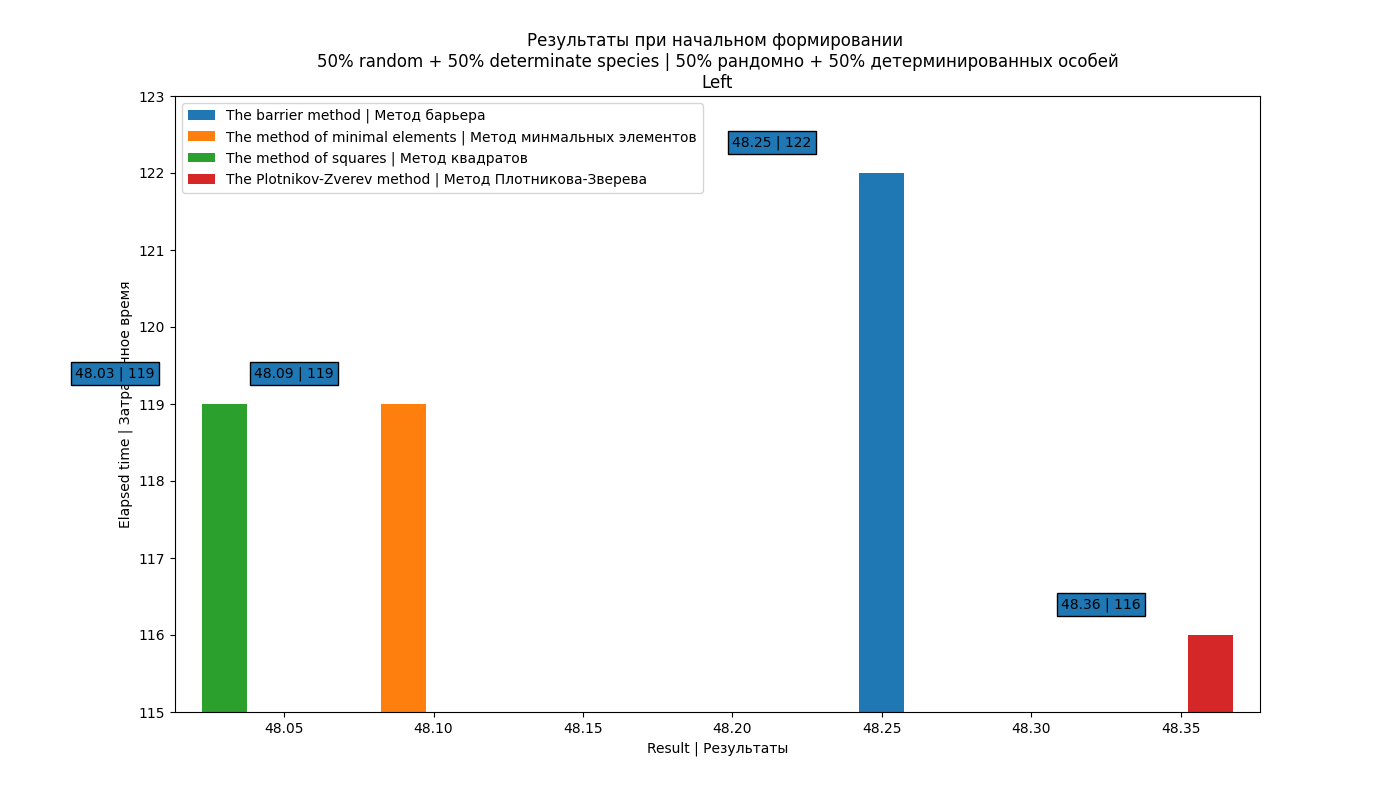 Результаты при начальном формировании
50% random + 50% determinate species | 50% рандомно + 50% детерминированных особей
Left
The barrier method | Метод барьера
The method of minimal elements | Метод минмальных элементов
The method of squares | Метод квадратов
The Plotnikov-Zverev method | Метод Плотникова-Зверева
123
122
121
120
119
118
117
116
115
Elapsed time | время
48.03 | 119
48.09 | 119
48.25 | 122
48.36 | 116
48.05
48.10
48.15
48.20
48.25
48.30
48.35
Result | Результаты